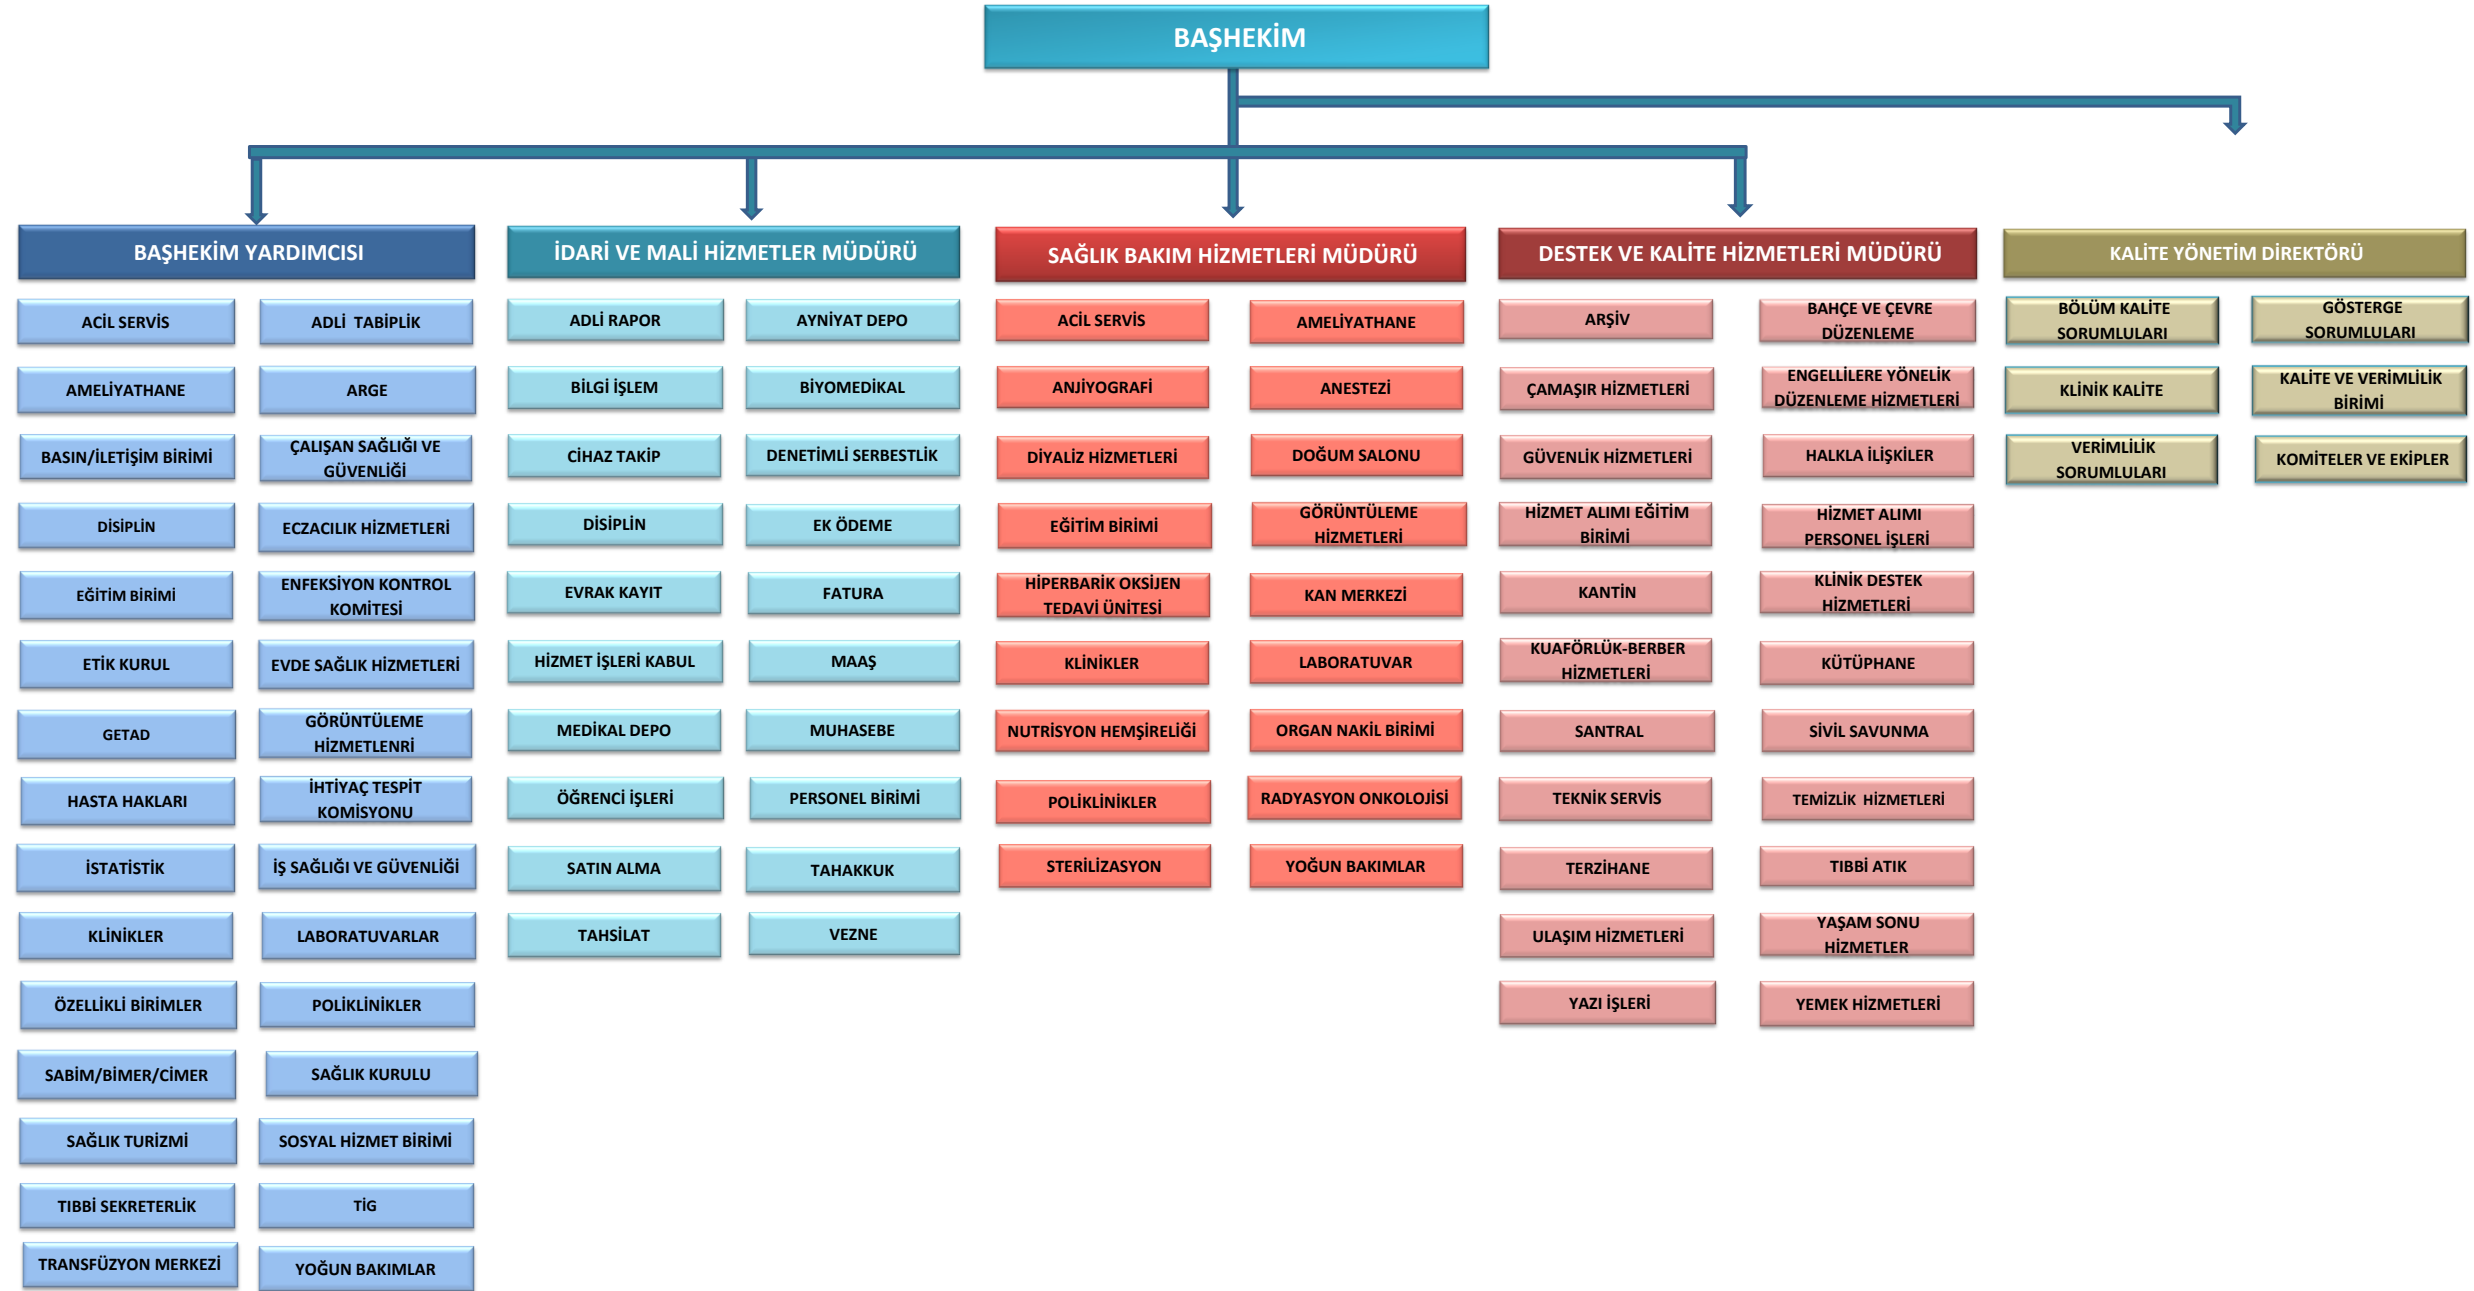 BAŞHEKİM
BAŞHEKİM YARDIMCISI
ACİL SERVİS
ADLİ  TABİPLİK
AMELİYATHANE
ARGE
BASIN/İLETİŞİM BİRİMİ
ÇALIŞAN SAĞLIĞI VE
GÜVENLİĞİ
DİSİPLİN
ECZACILIK HİZMETLERİ
EĞİTİM BİRİMİ
ENFEKSİYON KONTROL
KOMİTESİ
ETİK KURUL
EVDE SAĞLIK HİZMETLERİ
GETAD
GÖRÜNTÜLEME
HİZMETLENRİ
HASTA HAKLARI
İHTİYAÇ TESPİT
KOMİSYONU
İSTATİSTİK
İŞ SAĞLIĞI VE GÜVENLİĞİ
KLİNİKLER
LABORATUVARLAR
ÖZELLİKLİ BİRİMLER
POLİKLİNİKLER
SABİM/BİMER/CİMER
SAĞLIK KURULU
SAĞLIK TURİZMİ
SOSYAL HİZMET BİRİMİ
TIBBİ SEKRETERLİK
TİG
TRANSFÜZYON MERKEZİ
YOĞUN BAKIMLAR
İDARİ VE MALİ HİZMETLER MÜDÜRÜ
ADLİ RAPOR
AYNİYAT DEPO
BİLGİ İŞLEM
BİYOMEDİKAL
CİHAZ TAKİP
DENETİMLİ SERBESTLİK
DİSİPLİN
EK ÖDEME
EVRAK KAYIT
FATURA
HİZMET İŞLERİ KABUL
MAAŞ
MEDİKAL DEPO
MUHASEBE
ÖĞRENCİ İŞLERİ
PERSONEL BİRİMİ
SATIN ALMA
TAHAKKUK
TAHSİLAT
VEZNE
SAĞLIK BAKIM HİZMETLERİ MÜDÜRÜ
ACİL SERVİS
AMELİYATHANE
ANJİYOGRAFİ
ANESTEZİ
DİYALİZ HİZMETLERİ
DOĞUM SALONU
EĞİTİM BİRİMİ
GÖRÜNTÜLEME
HİZMETLERİ
HİPERBARİK OKSİJEN
TEDAVİ ÜNİTESİ
KAN MERKEZİ
KLİNİKLER
LABORATUVAR
NUTRİSYON HEMŞİRELİĞİ
ORGAN NAKİL BİRİMİ
POLİKLİNİKLER
RADYASYON ONKOLOJİSİ
STERİLİZASYON
YOĞUN BAKIMLAR
DESTEK VE KALİTE HİZMETLERİ MÜDÜRÜ
ARŞİV
BAHÇE VE ÇEVRE
DÜZENLEME
ÇAMAŞIR HİZMETLERİ
ENGELLİLERE YÖNELİK
DÜZENLEME HİZMETLERİ
GÜVENLİK HİZMETLERİ
HALKLA İLİŞKİLER
HİZMET ALIMI EĞİTİM
BİRİMİ
HİZMET ALIMI
PERSONEL İŞLERİ
KANTİN
KLİNİK DESTEK
HİZMETLERİ
KUAFÖRLÜK-BERBER
HİZMETLERİ
KÜTÜPHANE
SANTRAL
SİVİL SAVUNMA
TEKNİK SERVİS
TEMİZLİK  HİZMETLERİ
TERZİHANE
TIBBİ ATIK
ULAŞIM HİZMETLERİ
YAŞAM SONU
HİZMETLER
YAZI İŞLERİ
YEMEK HİZMETLERİ
KALİTE YÖNETİM DİREKTÖRÜ
BÖLÜM KALİTE
SORUMLULARI
GÖSTERGE
SORUMLULARI
KLİNİK KALİTE
KALİTE VE VERİMLİLİK
BİRİMİ
VERİMLİLİK
SORUMLULARI
KOMİTELER VE EKİPLER